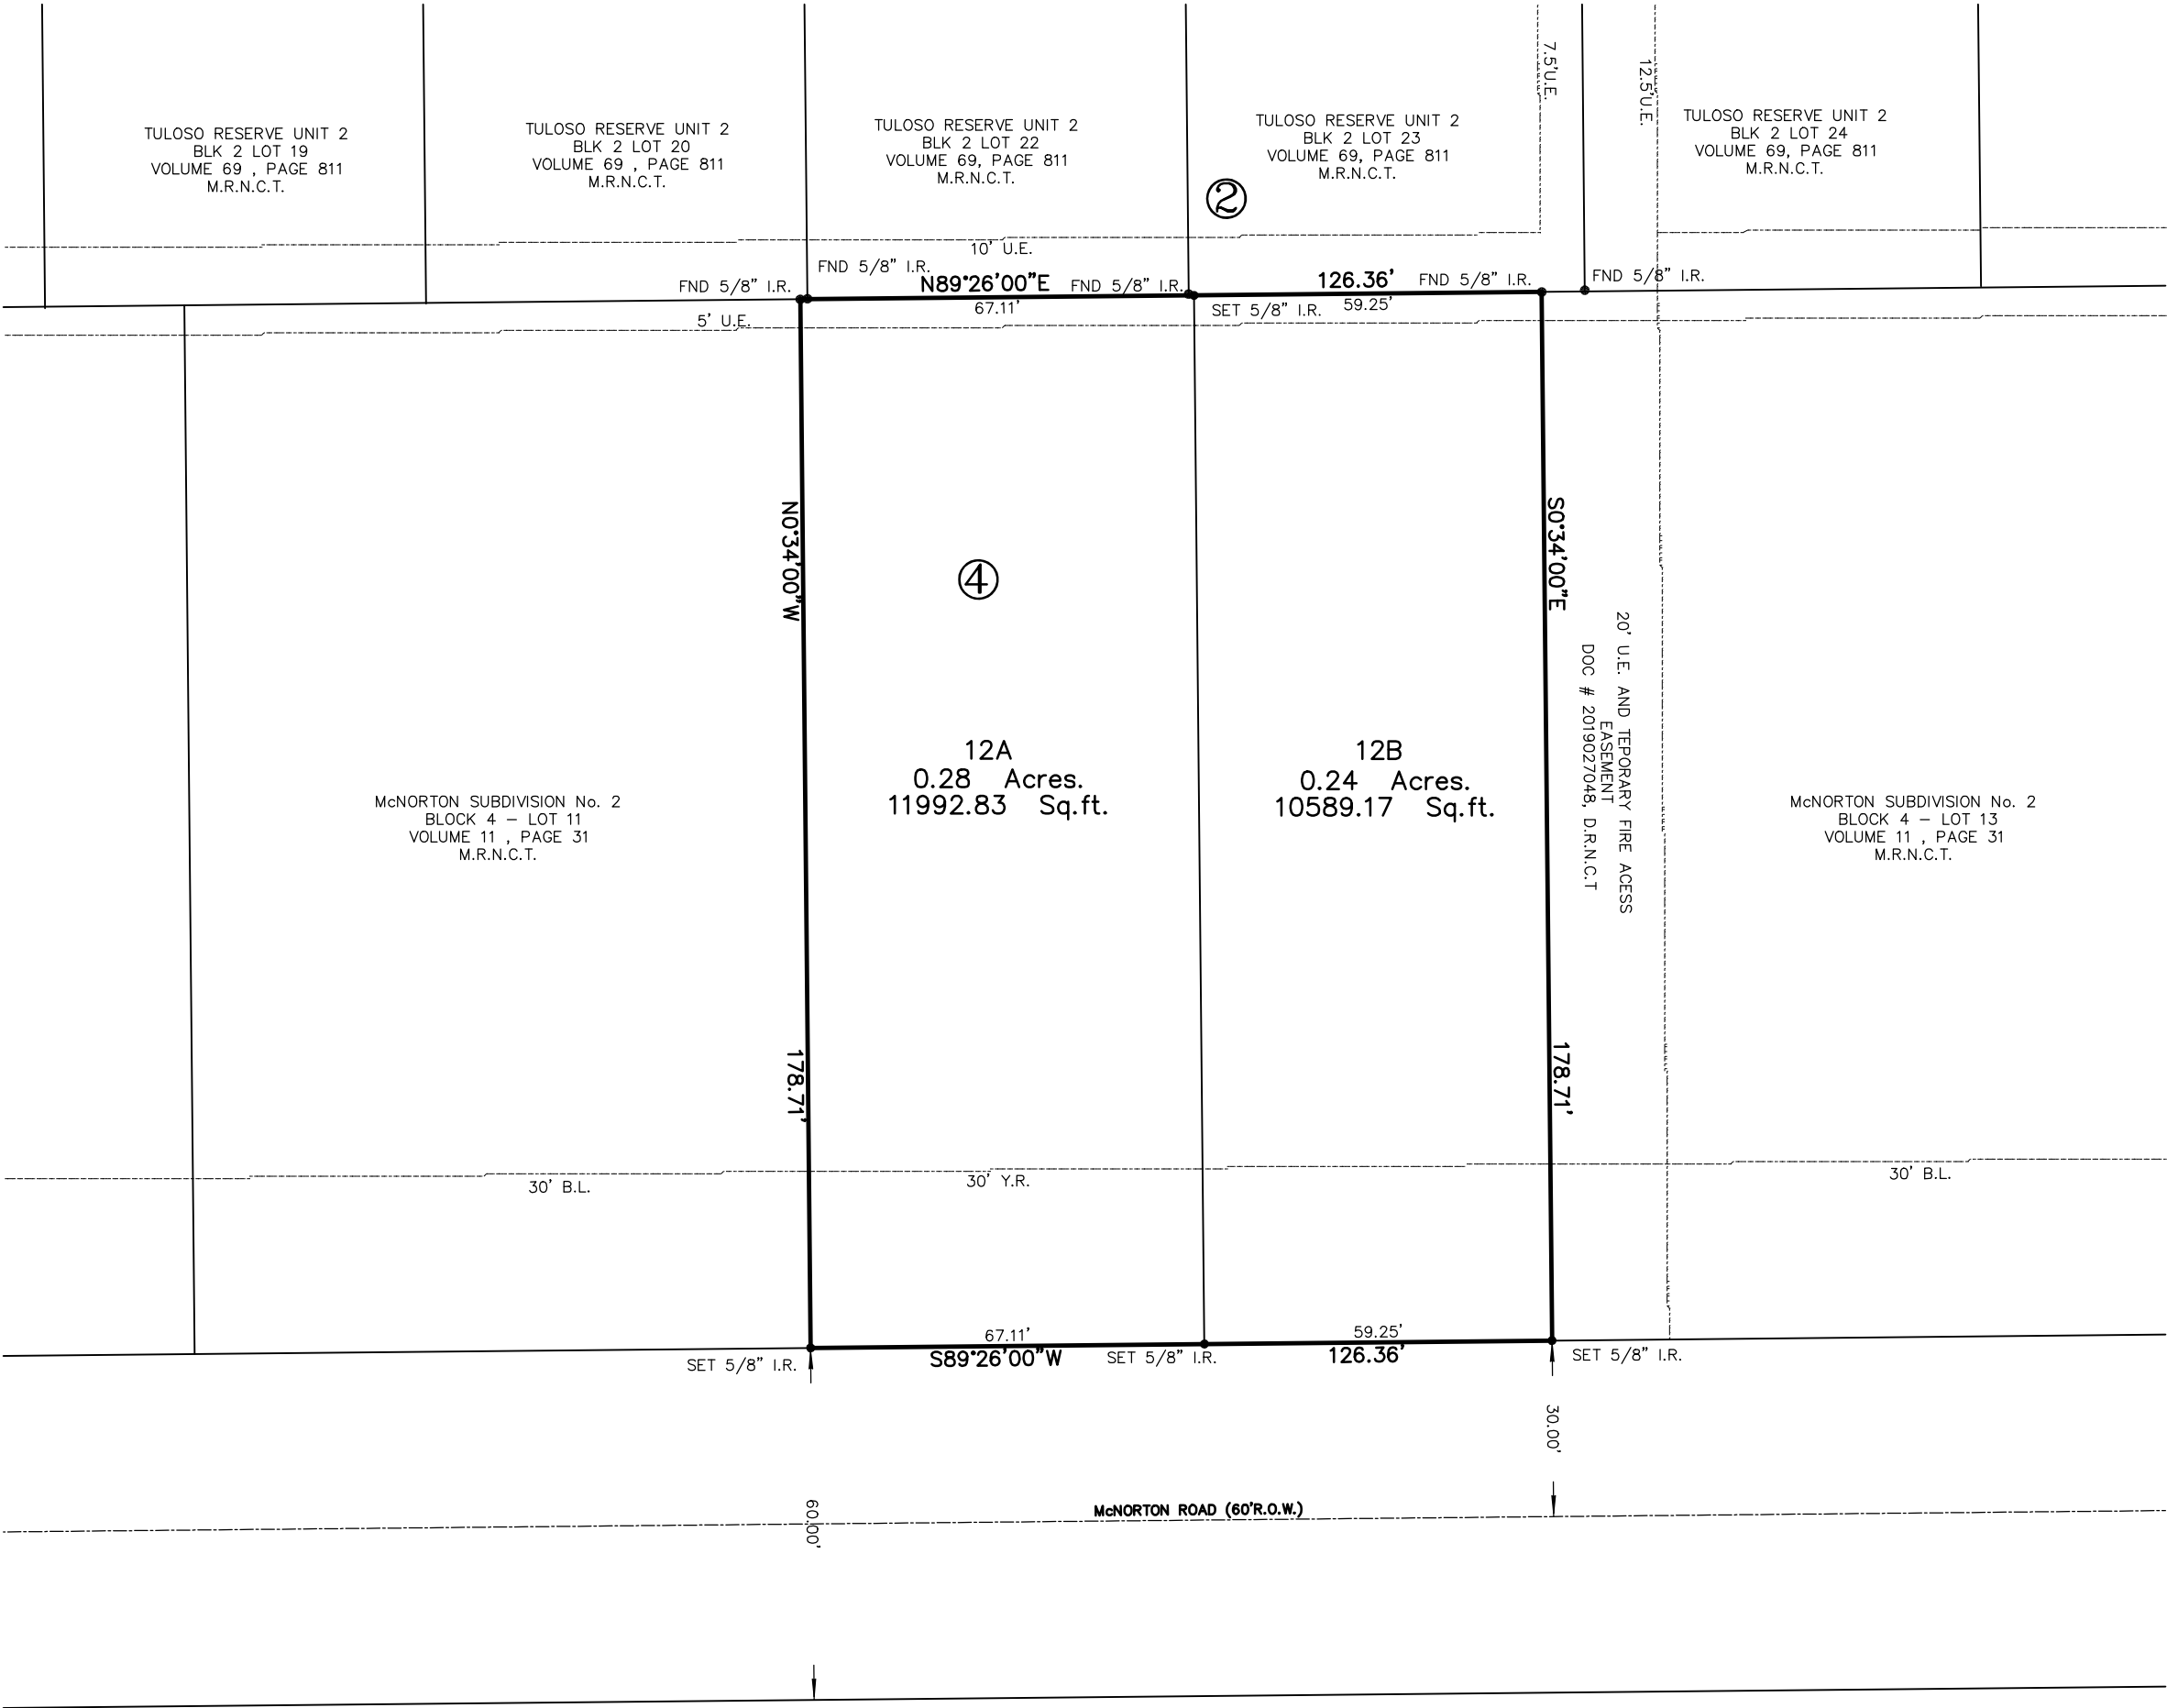 7.5'U.E.
12.5'U.E.
TULOSO RESERVE UNIT 2
BLK 2 LOT 19
VOLUME 69 , PAGE 811
M.R.N.C.T.
TULOSO RESERVE UNIT 2
BLK 2 LOT 20
VOLUME 69 , PAGE 811
M.R.N.C.T.
TULOSO RESERVE UNIT 2
BLK 2 LOT 22
VOLUME 69, PAGE 811
M.R.N.C.T.
TULOSO RESERVE UNIT 2
BLK 2 LOT 23
VOLUME 69, PAGE 811
M.R.N.C.T.
TULOSO RESERVE UNIT 2
BLK 2 LOT 24
VOLUME 69, PAGE 811
M.R.N.C.T.
2
10' U.E.
FND 5/8" I.R.
FND 5/8" I.R.
N89°26'00"E
FND 5/8" I.R.
126.36'
FND 5/8" I.R.
FND 5/8" I.R.
67.11'
SET 5/8" I.R.
59.25'
5' U.E.
N0°34'00"W
S0°34'00"E
4
20' U.E. AND TEPORARY FIRE ACESS
EASEMENT
DOC # 2019027048, D.R.N.C.T
12A
0.28 Acres.
11992.83 Sq.ft.
12B
0.24 Acres.
10589.17 Sq.ft.
McNORTON SUBDIVISION No. 2
BLOCK 4 – LOT 11
VOLUME 11 , PAGE 31
M.R.N.C.T.
McNORTON SUBDIVISION No. 2
BLOCK 4 – LOT 13
VOLUME 11 , PAGE 31
M.R.N.C.T.
178.71'
178.71'
30' B.L.
30' Y.R.
30' B.L.
67.11'
59.25'
SET 5/8" I.R.
S89°26'00"W
SET 5/8" I.R.
126.36'
SET 5/8" I.R.
30.00'
60.00'
McNORTON ROAD (60'R.O.W.)